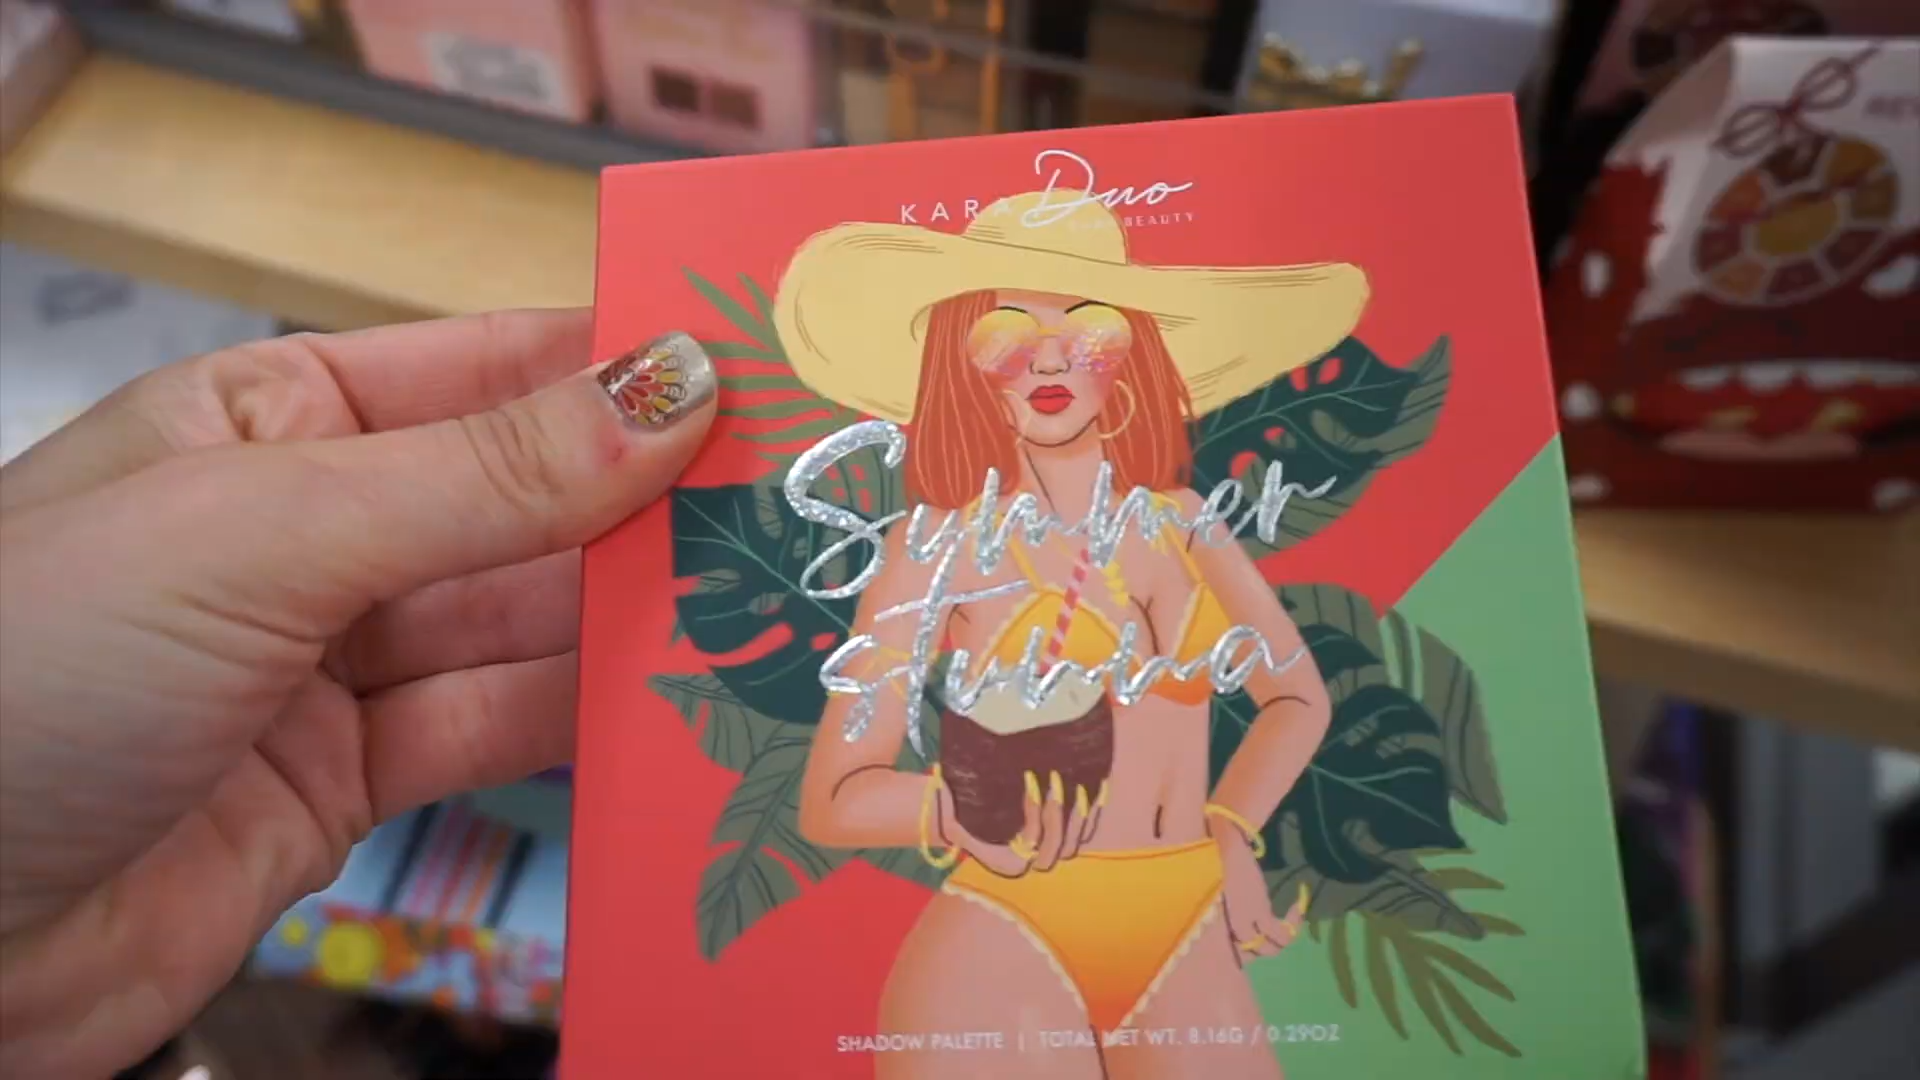 KARA Duo
BEAUTY
Summer
stunna
SHADOW PALETTE | TOTAL NET WT. 8.16G / 0.29OZ